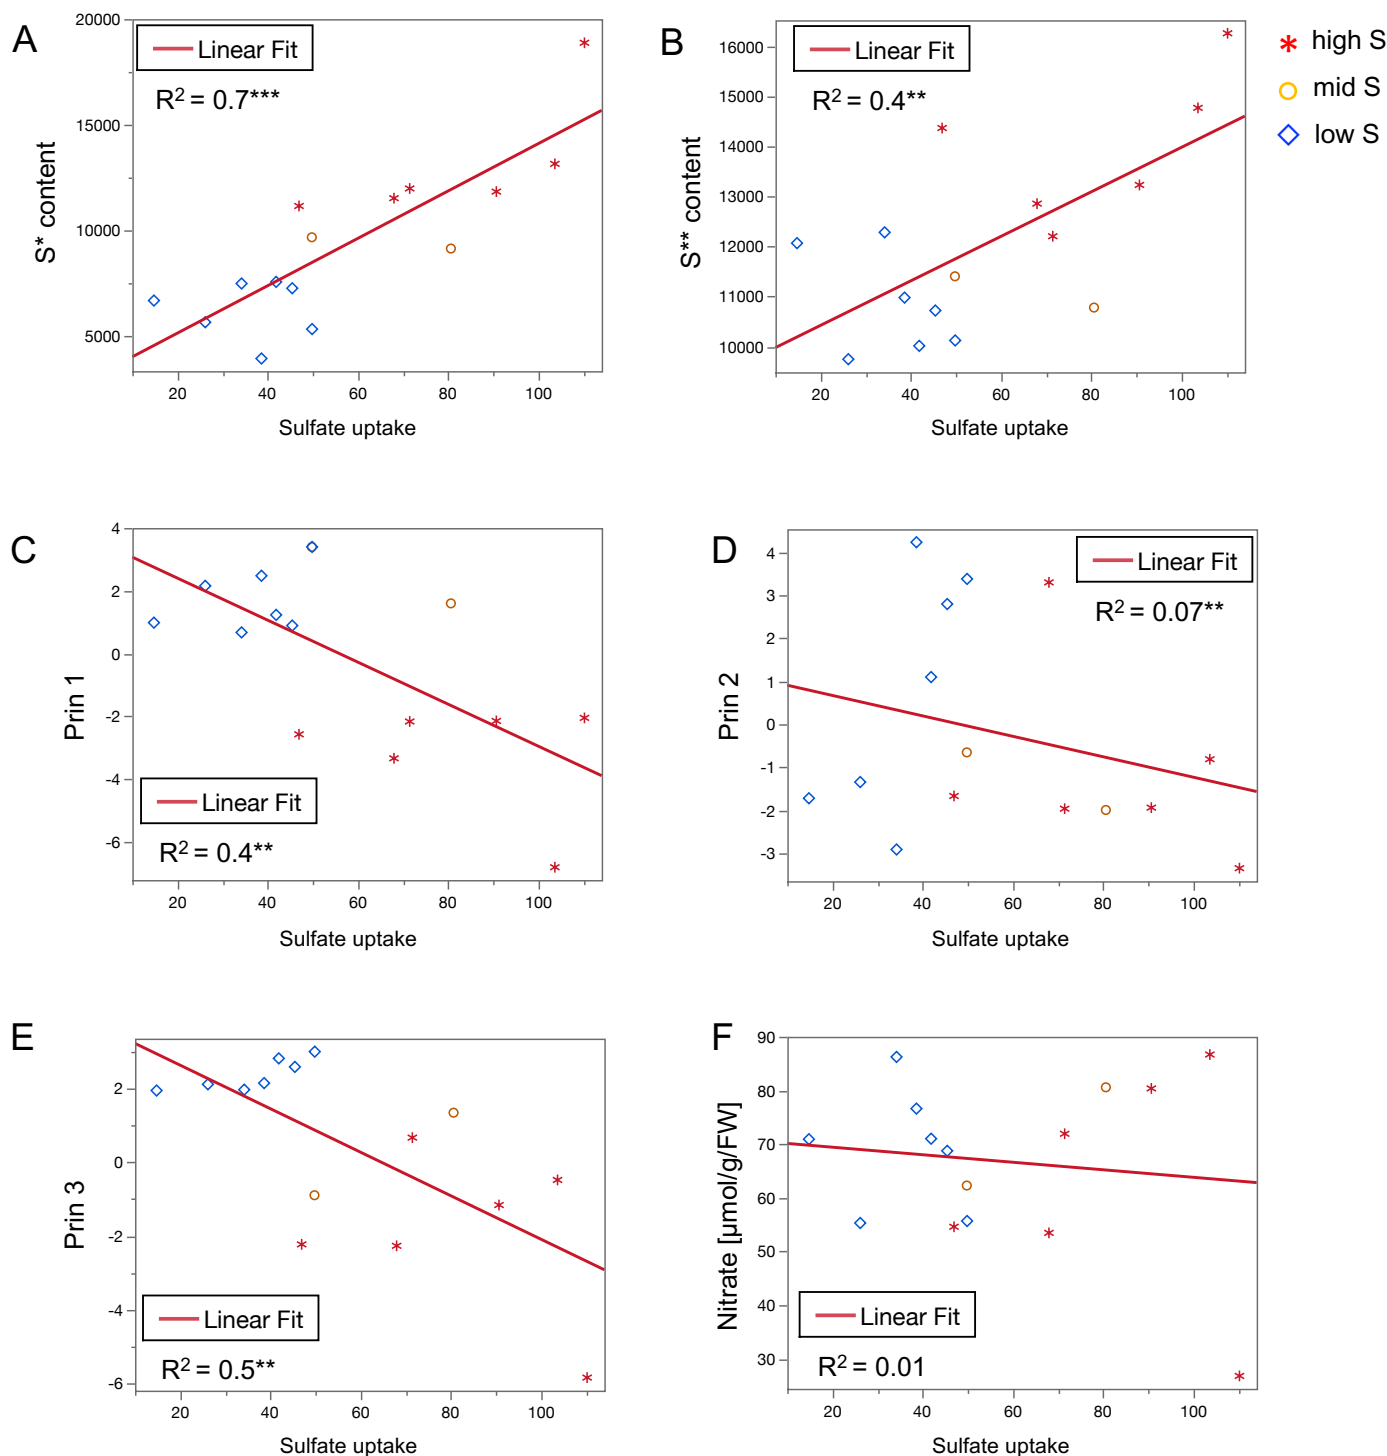 A
20000
15000
10000
5000
S* content
Linear Fit
R² = 0.7***
20 40 60 80 100
Sulfate uptake
B
16000
15000
14000
13000
12000
11000
10000
S** content
Linear Fit
R² = 0.4**
20 40 60 80 100
Sulfate uptake
high S
mid S
low S
C
4
2
0
-2
-4
-6
Prin 1
Linear Fit
R² = 0.4**
20 40 60 80 100
Sulfate uptake
D
4
3
2
1
0
-1
-2
-3
Prin 2
Linear Fit
R² = 0.07**
20 40 60 80 100
Sulfate uptake
E
2
0
-2
-4
-6
Prin 3
Linear Fit
R² = 0.5**
20 40 60 80 100
Sulfate uptake
F
90
80
70
60
50
40
30
Nitrate [µmol/g/FW]
Linear Fit
R² = 0.01
20 40 60 80 100
Sulfate uptake